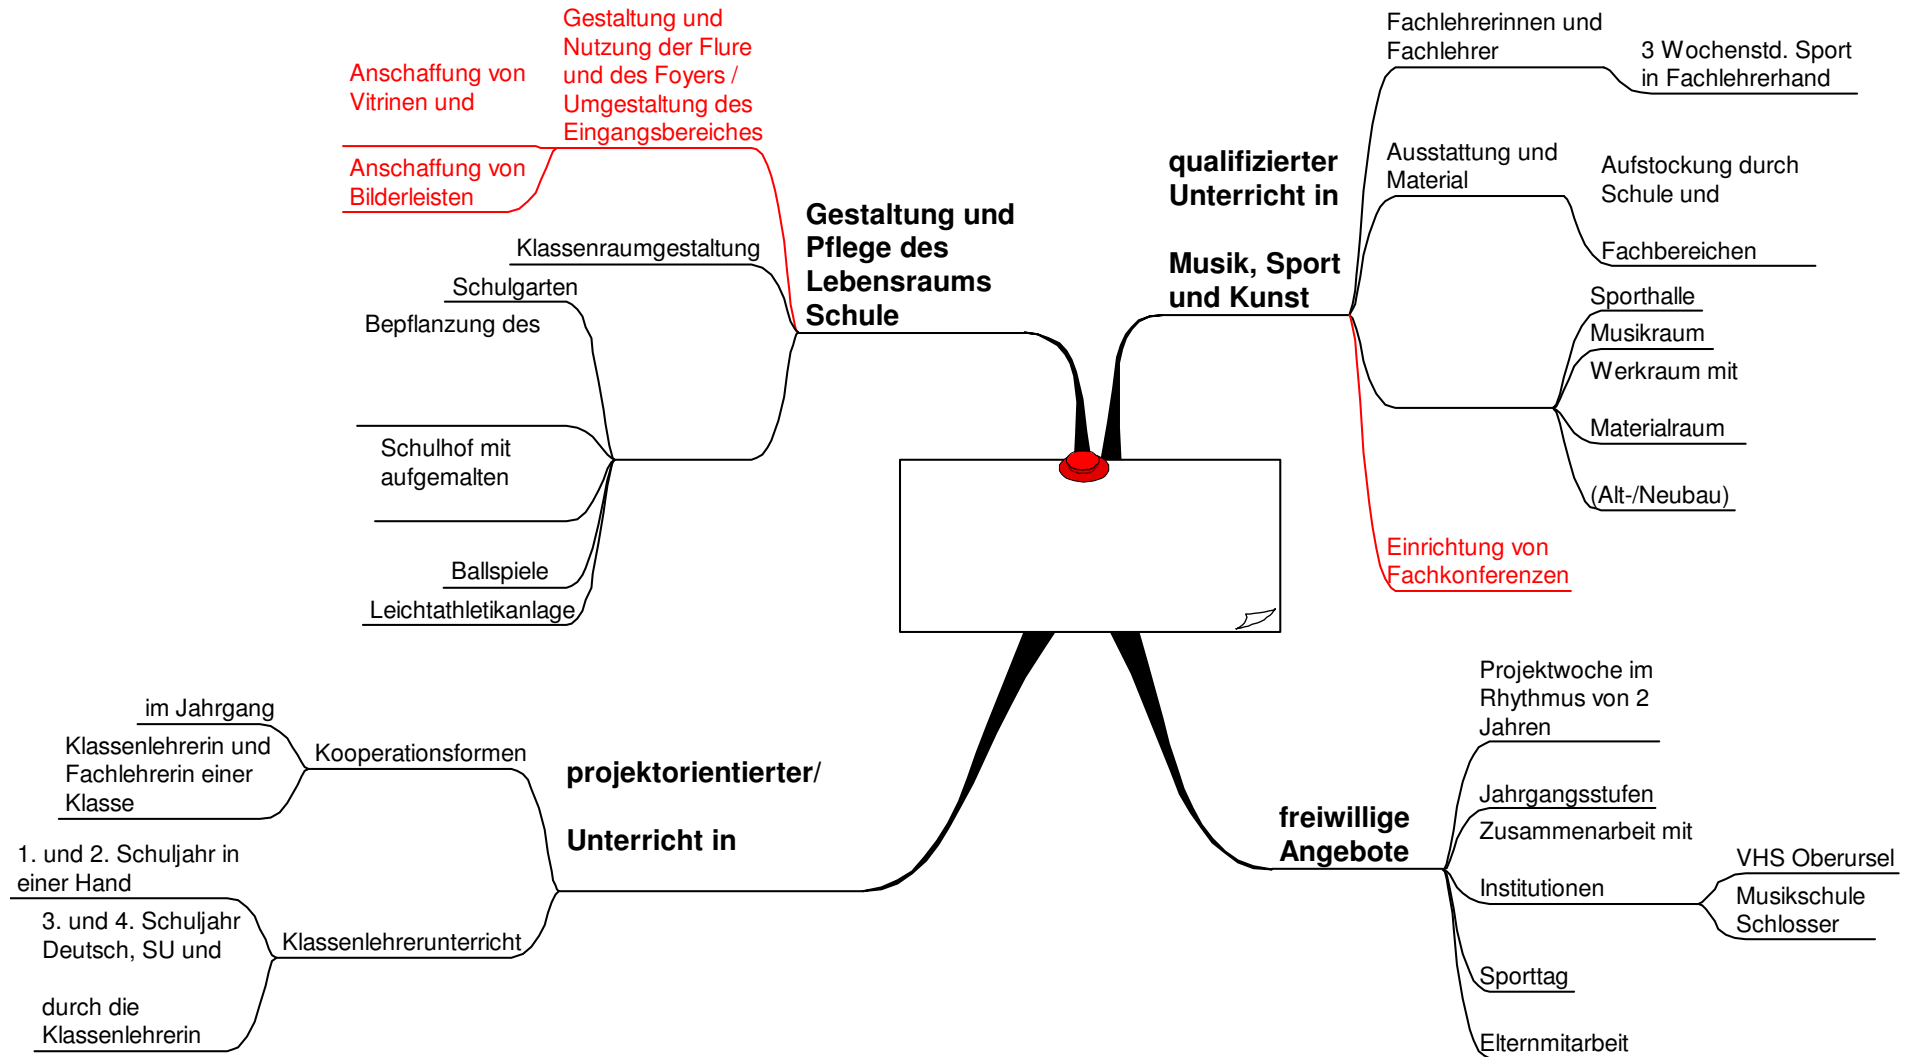 Gestaltung und
Nutzung der Flure
und des Foyers /
Umgestaltung des
Eingangsbereiches
Anschaffung von
Vitrinen und
Anschaffung von
Bilderleisten
Gestaltung und
Pflege des
Lebensraums
Schule
Klassenraumgestaltung
Schulgarten
Bepflanzung des
Schulhof mit
aufgemalten
Ballspiele
Leichtathletikanlage
qualifizierter
Unterricht in
Musik, Sport
und Kunst
Fachlehrerinnen und
Fachlehrer
3 Wochenstd. Sport
in Fachlehrerhand
Ausstattung und
Material
Aufstockung durch
Schule und
Fachbereichen
Sporthalle
Musikraum
Werkraum mit
Materialraum
(Alt-/Neubau)
Einrichtung von
Fachkonferenzen
projektorientierter/
Unterricht in
Kooperationsformen
im Jahrgang
Klassenlehrerin und
Fachlehrerin einer
Klasse
Klassenlehrerunterricht
1. und 2. Schuljahr in
einer Hand
3. und 4. Schuljahr
Deutsch, SU und
durch die
Klassenlehrerin
freiwillige
Angebote
Projektwoche im
Rhythmus von 2
Jahren
Jahrgangsstufen
Zusammenarbeit mit
Institutionen
VHS Oberursel
Musikschule
Schlosser
Sporttag
Elternmitarbeit